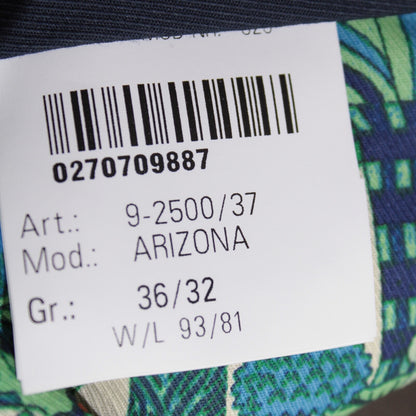 0270709887
Art.: 9-2500/37
Mod.: ARIZONA
Gr.: 36/32
W/L 93/81